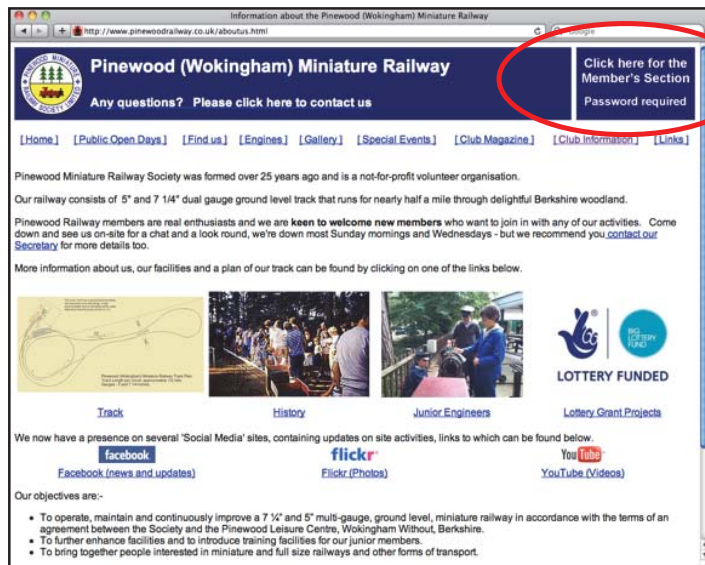 Information about the Pinewood (Wokingham) Miniature Railway
http://www.pinewoodrailway.co.uk/aboutus.html
Google
PINEWOOD MINIATURE
RAILWAY SOCIETY LIMITED
Pinewood (Wokingham) Miniature Railway
Any questions? Please click here to contact us
Click here for the
Member's Section
Password required
[Home] [Public Open Days] [Find us] [Engines] [Gallery] [Special Events] [Club Magazine] [Club Information] [Links]
Pinewood Miniature Railway Society was formed over 25 years ago and is a not-for-profit volunteer organisation.
Our railway consists of 5" and 7 1/4" dual gauge ground level track that runs for nearly half a mile through delightful Berkshire woodland.
Pinewood Railway members are real enthusiasts and we are keen to welcome new members who want to join in with any of our activities. Come
down and see us on-site for a chat and a look round, we're down most Sunday mornings and Wednesdays - but we recommend you contact our
Secretary for more details too.
More information about us, our facilities and a plan of our track can be found by clicking on one of the links below.
Pinewood (Wokingham) Miniature Railway Track Plan
BIG
LOTTERY
FUND
LOTTERY FUNDED
Track
History
Junior Engineers
Lottery Grant Projects
We now have a presence on several 'Social Media' sites, containing updates on site activities, links to which can be found below.
facebook
flickr
YouTube
Facebook (news and updates)
Flickr (Photos)
YouTube (Videos)
Our objectives are:-
• To operate, maintain and continuously improve a 7 ¼" and 5" multi-gauge, ground level, miniature railway in accordance with the terms of an
agreement between the Society and the Pinewood Leisure Centre, Wokingham Without, Berkshire.
• To further enhance facilities and to introduce training facilities for our junior members.
• To bring together people interested in miniature and full size railways and other forms of transport.